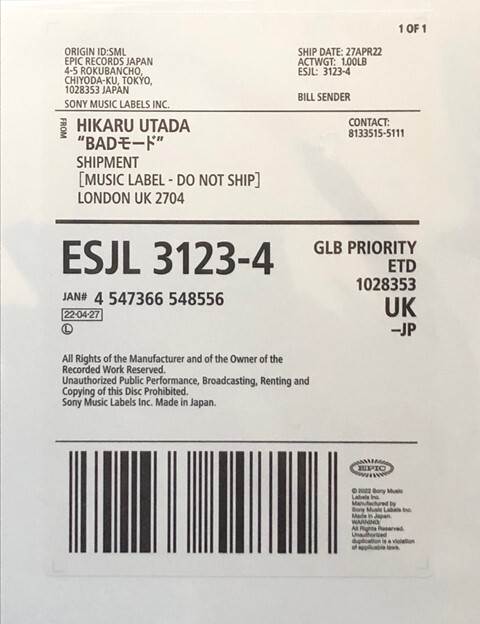 1 OF 1
ORIGIN ID:SML
EPIC RECORDS JAPAN
4-5 ROKUBANCHO,
CHIYODA-KU, TOKYO,
1028353 JAPAN
SONY MUSIC LABELS INC.
SHIP DATE: 27APR22
ACTWGT: 1.00LB
ESJL: 3123-4
BILL SENDER
FROM
HIKARU UTADA
“BADモード”
SHIPMENT
[MUSIC LABEL - DO NOT SHIP]
LONDON UK 2704
CONTACT:
8133515-5111
ESJL 3123-4
JAN# 4 547366 548556
22·04·27
Ⓛ
GLB PRIORITY
ETD
1028353
UK
–JP
All Rights of the Manufacturer and of the Owner of the
Recorded Work Reserved.
Unauthorized Public Performance, Broadcasting, Renting and
Copying of this Disc Prohibited.
Sony Music Labels Inc. Made in Japan.
EPIC
© 2022 Sony Music
Labels Inc.
Manufactured by
Sony Music Labels Inc.
Made in Japan.
WARNING:
All Rights Reserved.
Unauthorized
duplication is a violation
of applicable laws.